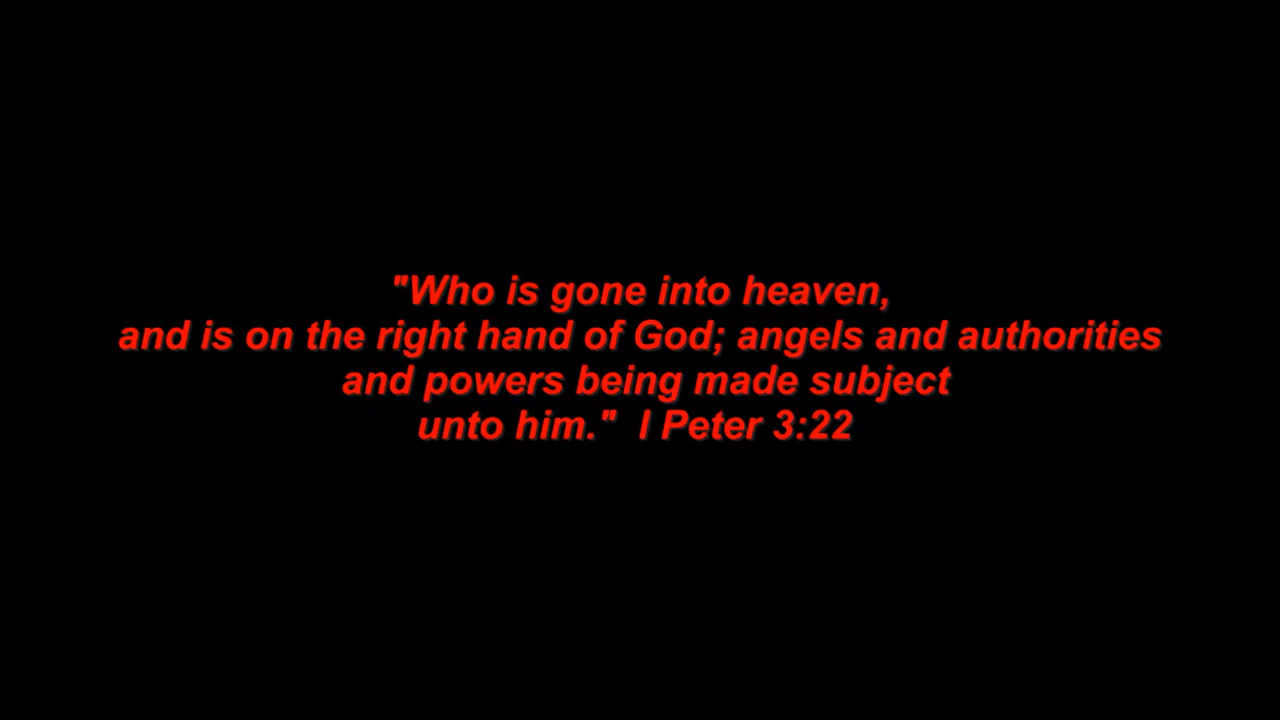 "Who is gone into heaven,
and is on the right hand of God; angels and authorities
and powers being made subject
unto him."  I Peter 3:22